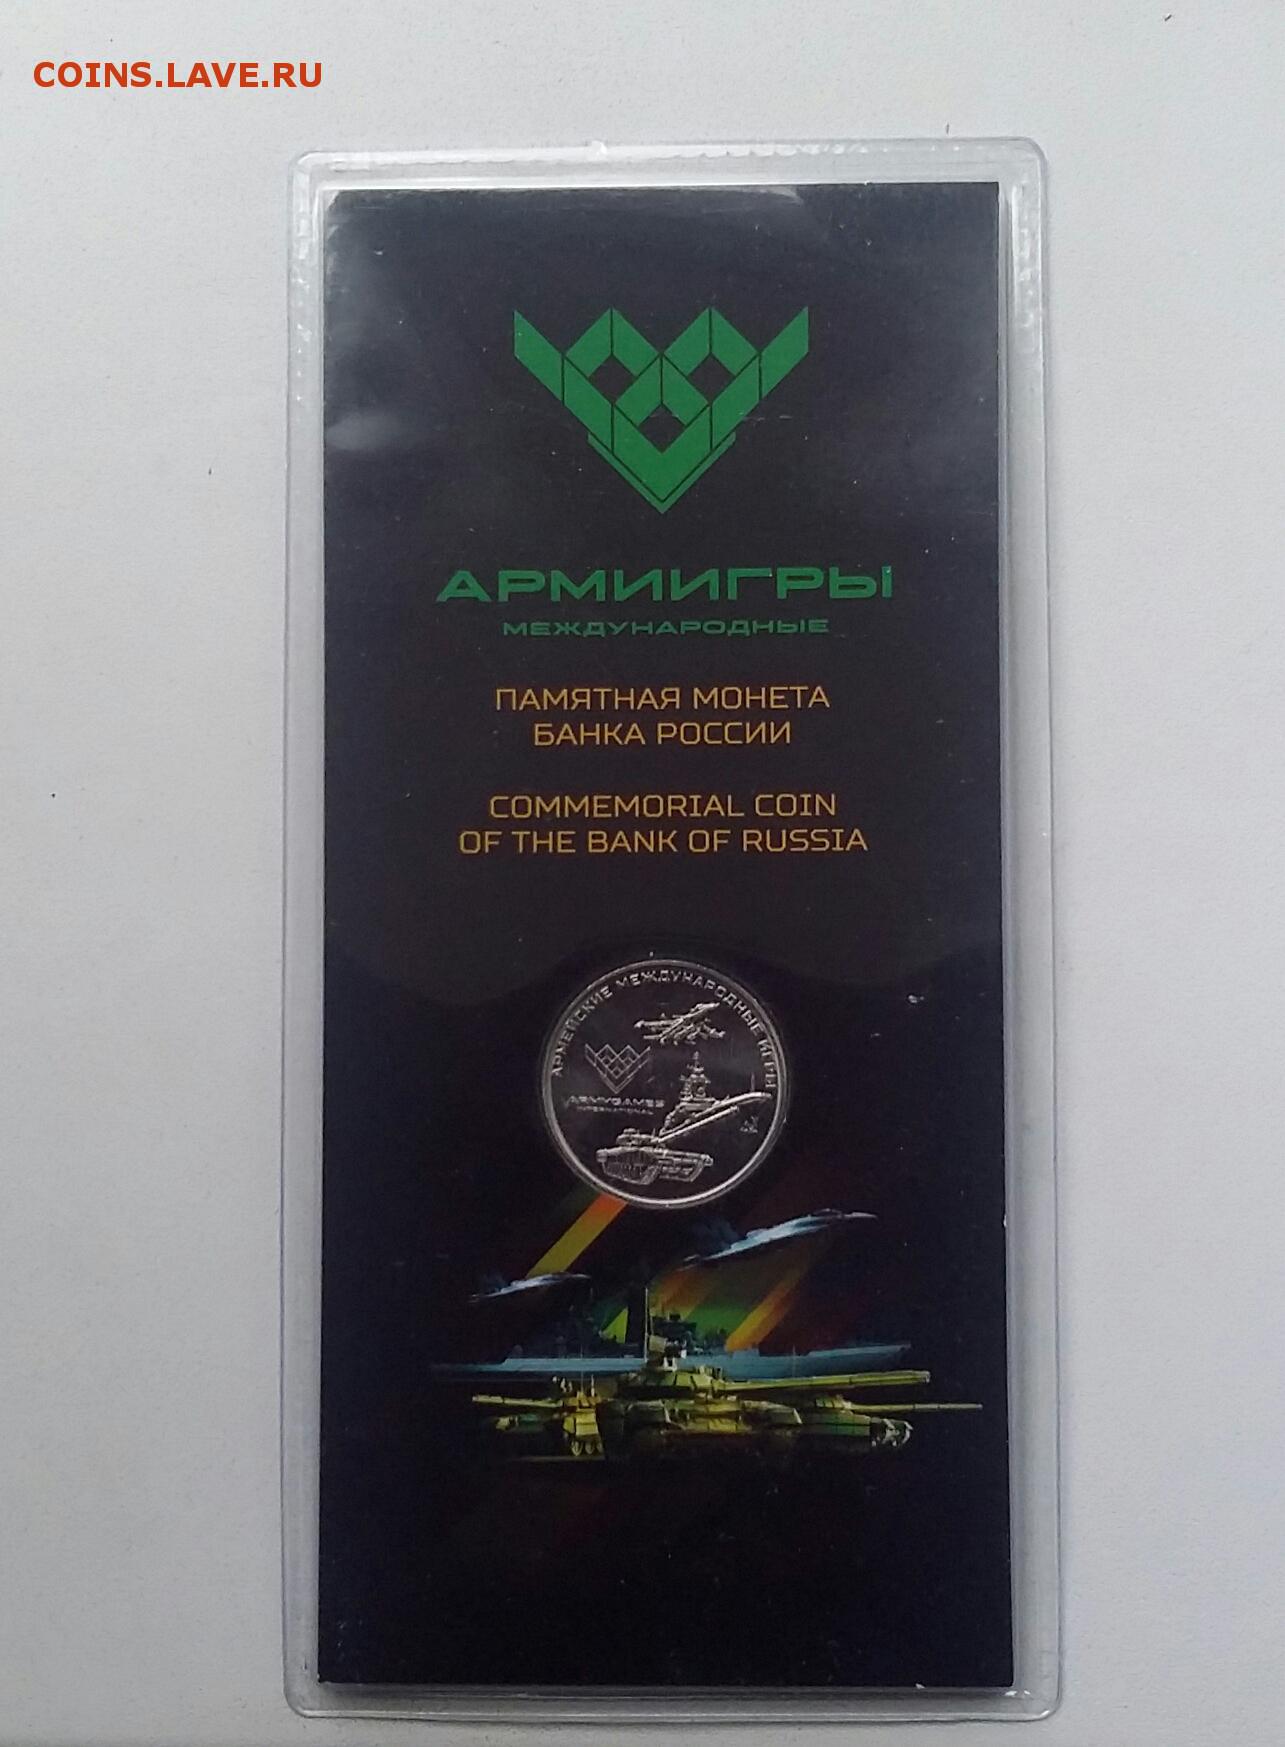 COINS.LAVE.RU
АРМИИГРЫ
МЕЖДУНАРОДНЫЕ
ПАМЯТНАЯ МОНЕТА
БАНКА РОССИИ
COMMEMORIAL COIN
OF THE BANK OF RUSSIA
АРМЕЙСКИЕ МЕЖДУНАРОДНЫЕ ИГРЫ
ARMYGAMES
INTERNATIONAL